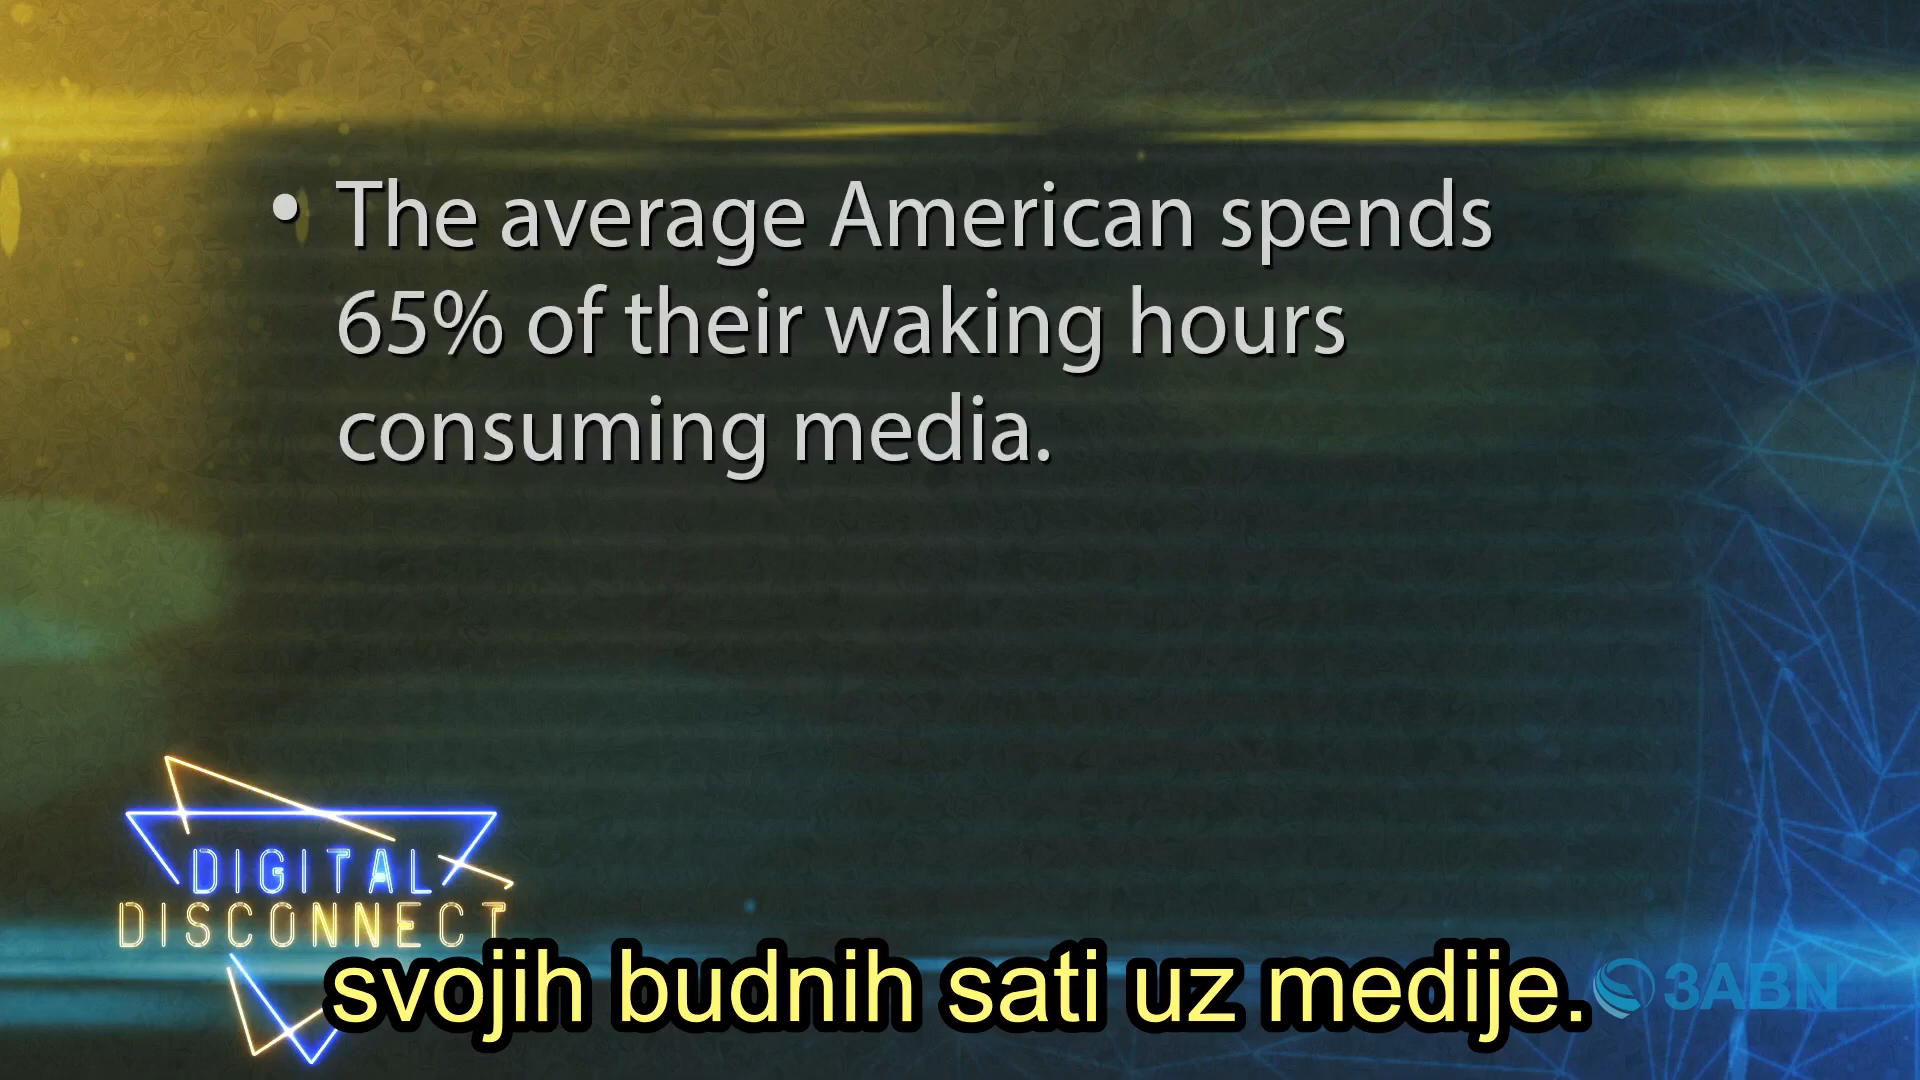 • The average American spends
65% of their waking hours
consuming media.
DIGITAL
DISCONNECT
svojih budnih sati uz medije.
3ABN